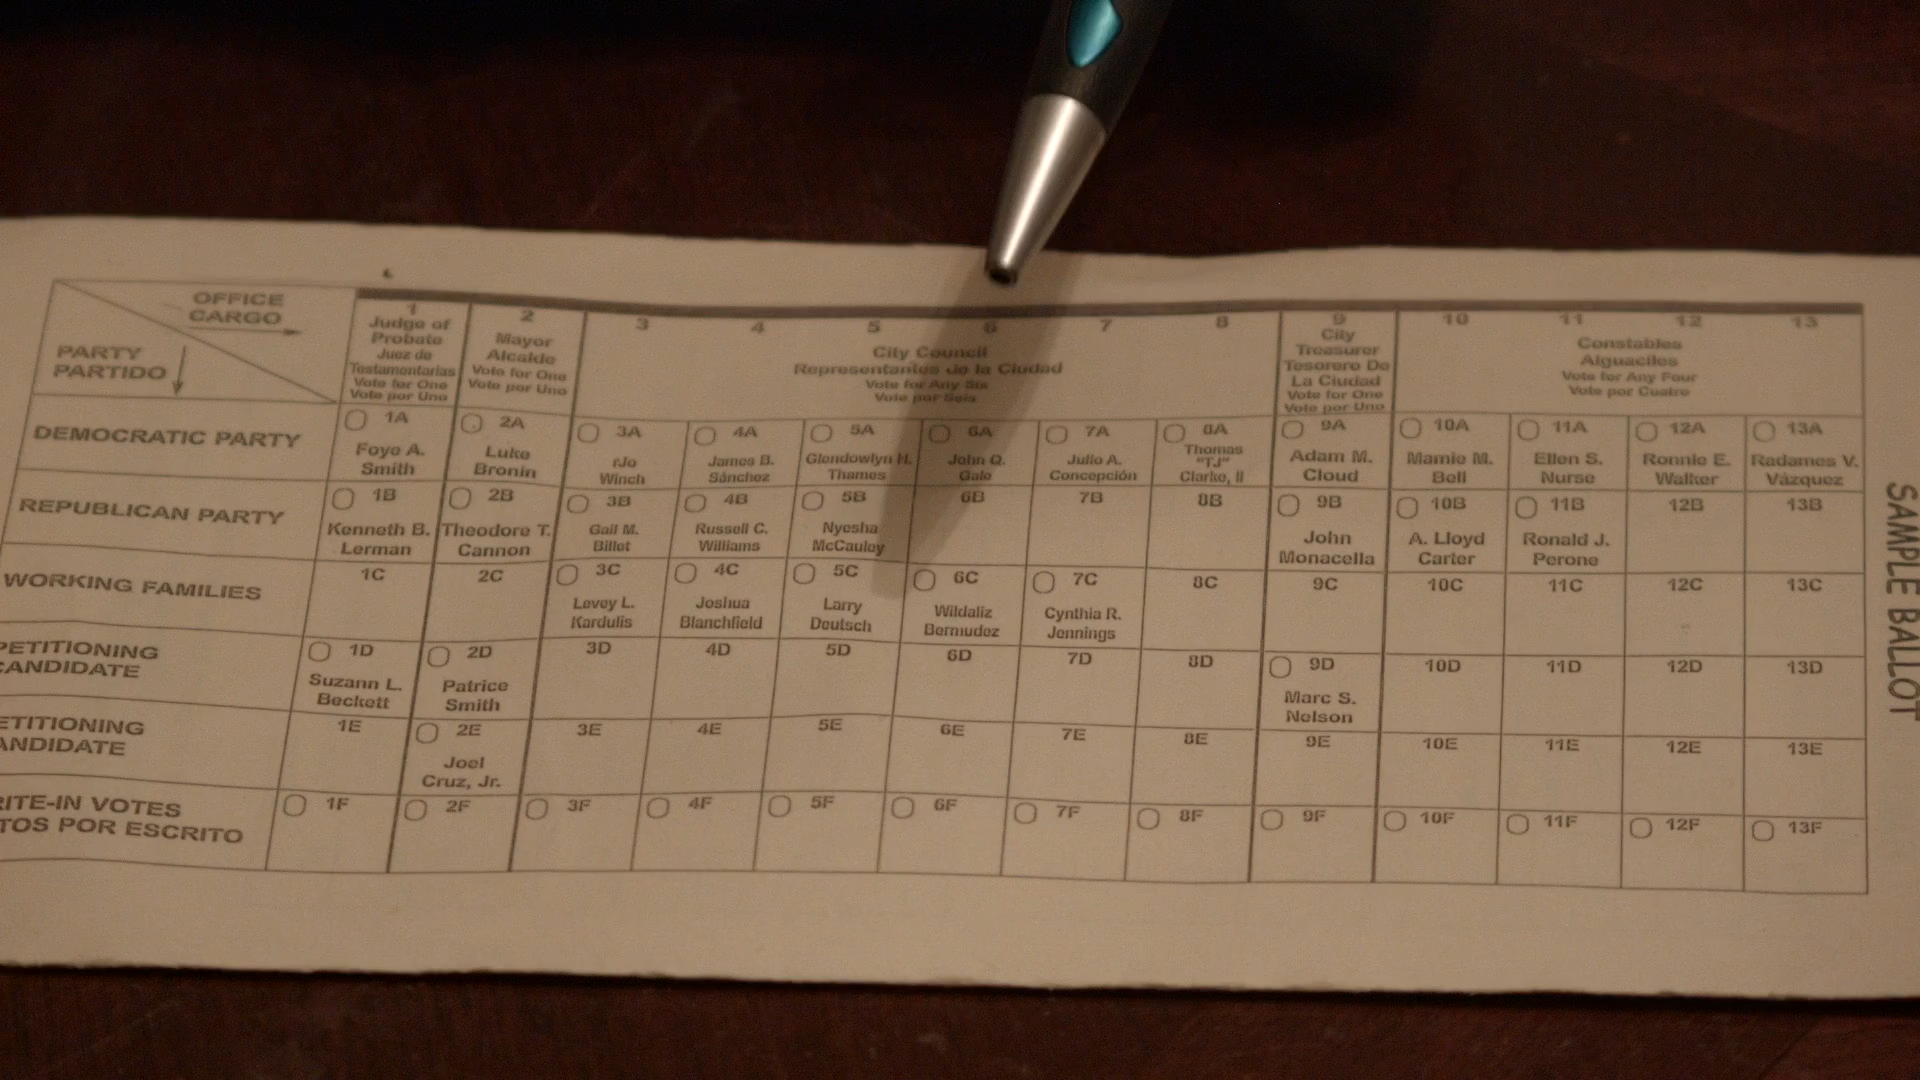 OFFICE
CARGO
PARTY
PARTIDO
1
Judge of
Probate
Juez de
Testamentarias
Vote for One
Vote por Uno
2
Mayor
Alcalde
Vote for One
Vote por Uno
3 4 5 6 7 8
City Council
Representantes de la Ciudad
Vote for Any Six
Vote por Seis
9
City
Treasurer
Tesorero De
La Ciudad
Vote for One
Vote por Uno
10 11 12 13
Constables
Alguaciles
Vote for Any Four
Vote por Cuatro
DEMOCRATIC PARTY
1A
Foye A.
Smith
2A
Luke
Bronin
3A
rJo
Winch
4A
James B.
Sánchez
5A
Glendowlyn H.
Thames
6A
John Q.
Gale
7A
Julio A.
Concepción
8A
Thomas
"TJ"
Clarke, II
9A
Adam M.
Cloud
10A
Mamie M.
Bell
11A
Ellen S.
Nurse
12A
Ronnie E.
Walker
13A
Radames V.
Vázquez
REPUBLICAN PARTY
1B
Kenneth B.
Lerman
2B
Theodore T.
Cannon
3B
Gail M.
Billet
4B
Russell C.
Williams
5B
Nyesha
McCauley
6B
7B
8B
9B
John
Monacella
10B
A. Lloyd
Carter
11B
Ronald J.
Perone
12B
13B
WORKING FAMILIES
1C
2C
3C
Levey L.
Kardulis
4C
Joshua
Blanchfield
5C
Larry
Deutsch
6C
Wildaliz
Bermudez
7C
Cynthia R.
Jennings
8C
9C
10C
11C
12C
13C
PETITIONING
CANDIDATE
1D
Suzann L.
Beckett
2D
Patrice
Smith
3D
4D
5D
6D
7D
8D
9D
Marc S.
Nelson
10D
11D
12D
13D
ETITIONING
ANDIDATE
1E
2E
Joel
Cruz, Jr.
3E
4E
5E
6E
7E
8E
9E
10E
11E
12E
13E
RITE-IN VOTES
TOS POR ESCRITO
1F
2F
3F
4F
5F
6F
7F
8F
9F
10F
11F
12F
13F
SAMPLE BALLOT